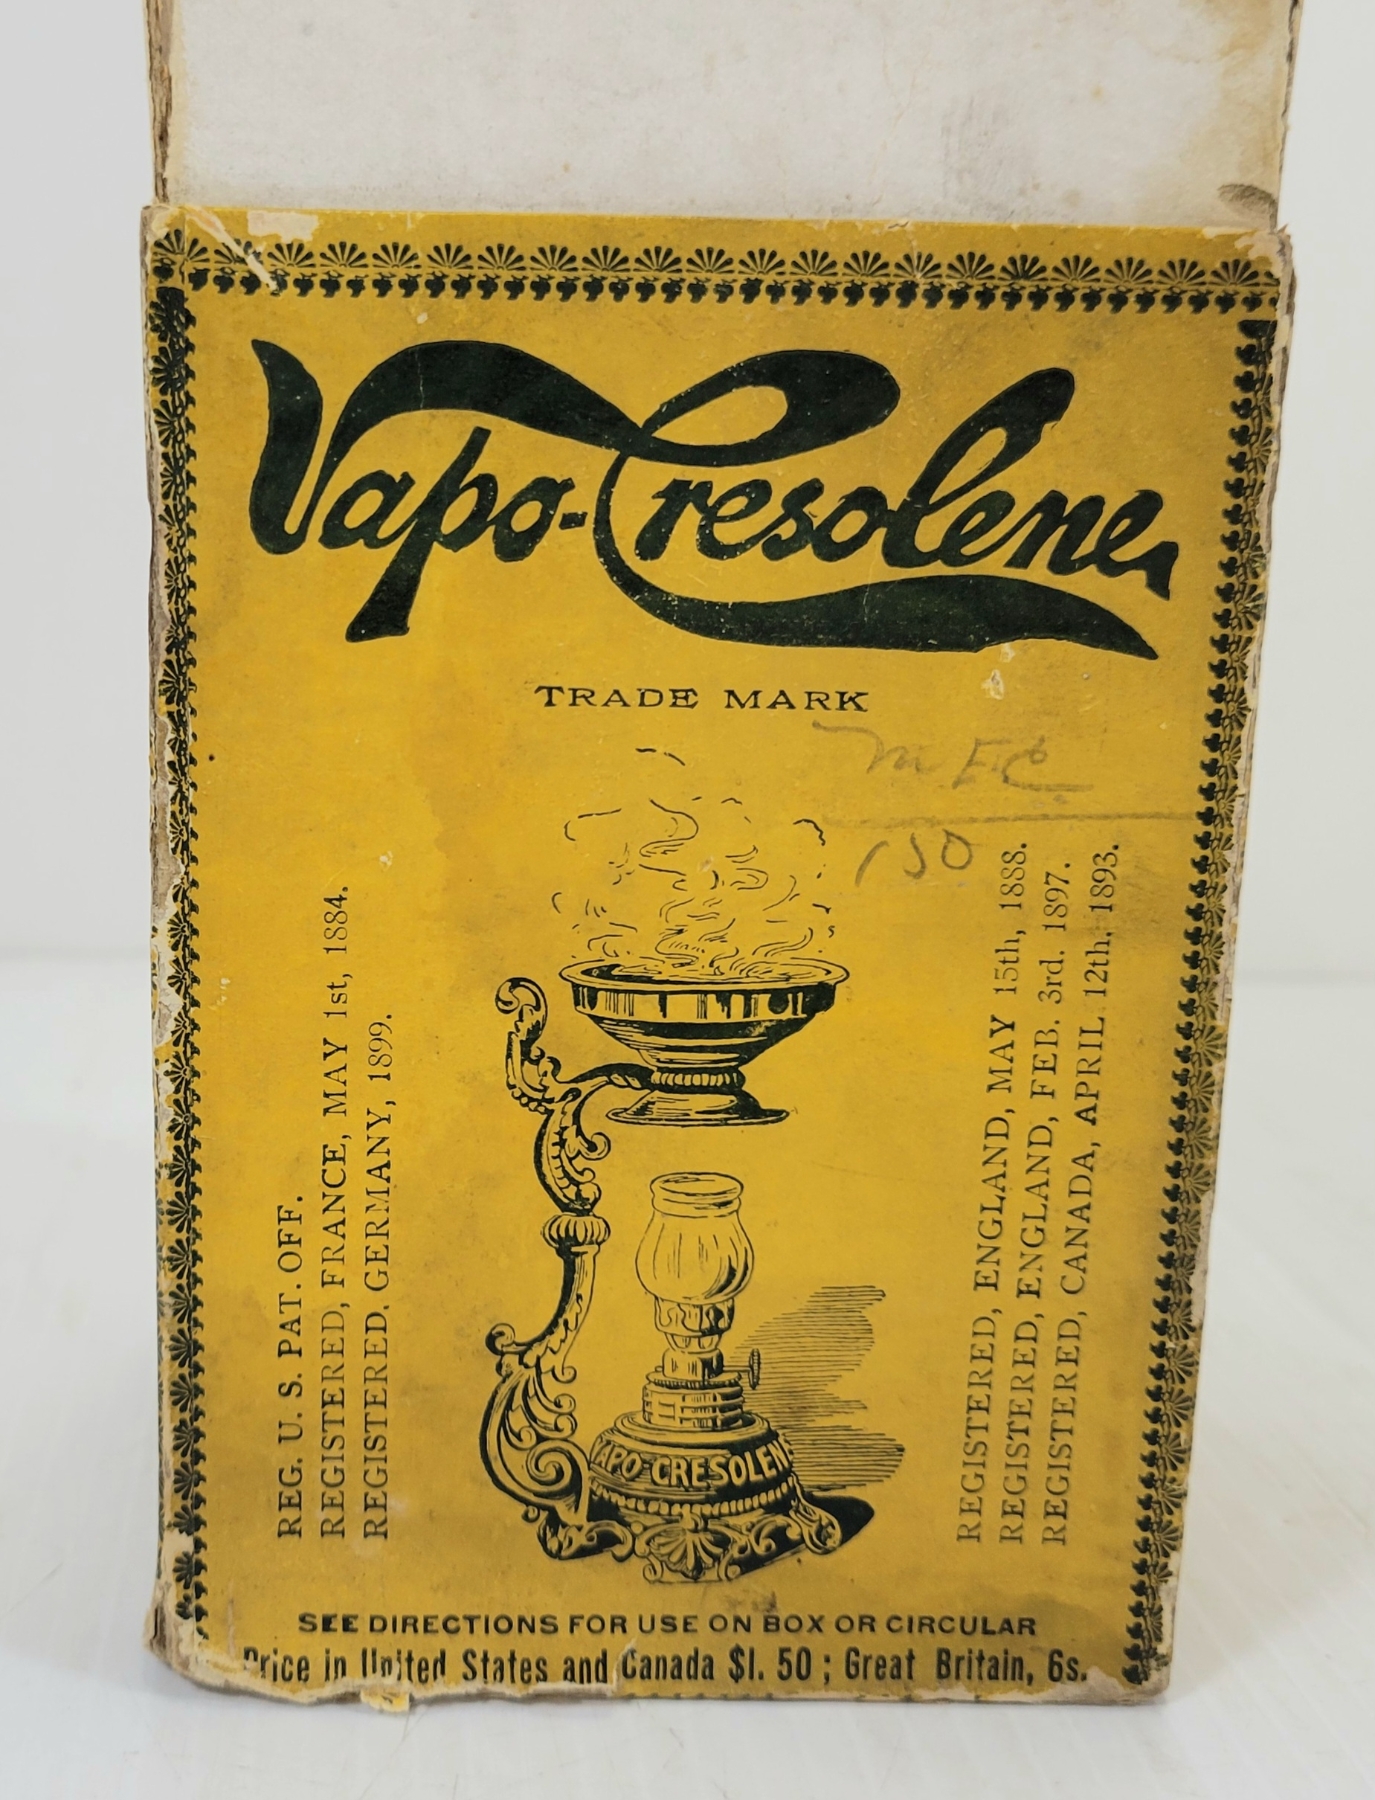 Vapo-Cresolene
TRADE MARK
150
REG. U. S. PAT. OFF.
REGISTERED, FRANCE, MAY 1st, 1884.
REGISTERED. GERMANY, 1899.
REGISTERED, ENGLAND, MAY 15th, 1888.
REGISTERED, ENGLAND, FEB. 3rd. 1897.
REGISTERED, CANADA, APRIL 12th, 1893.
APO-CRESOLEN
SEE DIRECTIONS FOR USE ON BOX OR CIRCULAR
Price in United States and Canada $1. 50 ; Great Britain, 6s.